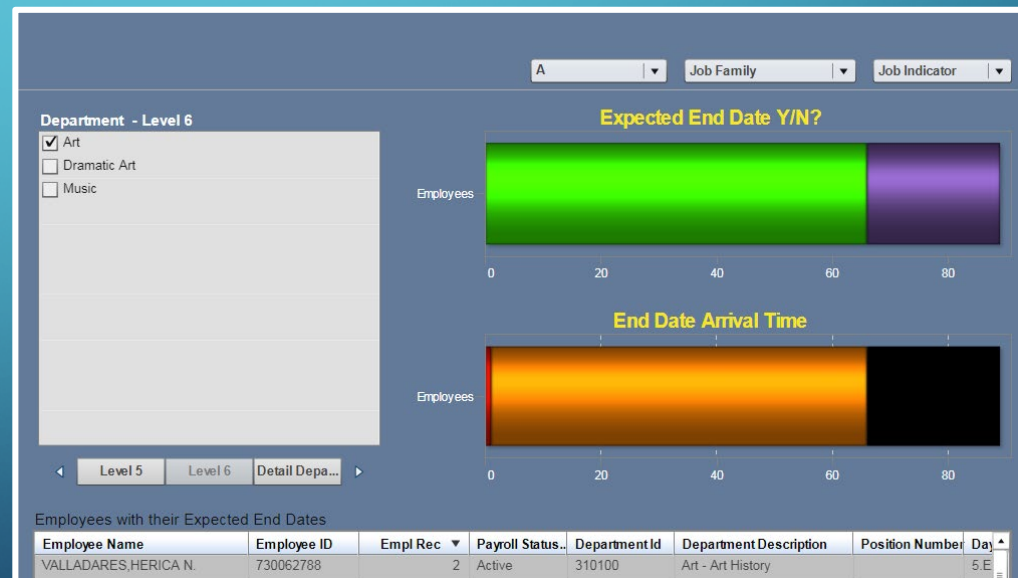 A Job Family Job Indicator
Department - Level 6
Art
Dramatic Art
Music
Expected End Date Y/N?
Employees
0 20 40 60 80
End Date Arrival Time
Employees
0 20 40 60 80
Level 5 Level 6 Detail Depa...
Employees with their Expected End Dates
Employee Name Employee ID Empl Rec Payroll Status.. Department Id Department Description Position Number Day
VALLADARES,HERICA N. 730062788 2 Active 310100 Art - Art History 5.E